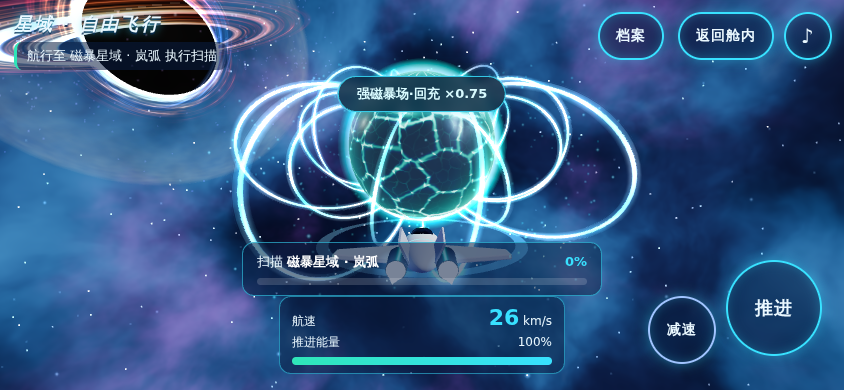 星域 · 自由飞行
航行至 磁暴星域 · 岚弧 执行扫描
档案
返回舱内
♪
强磁暴场·回充 ×0.75
扫描 磁暴星域 · 岚弧 0%
航速 26 km/s
推进能量 100%
减速
推进